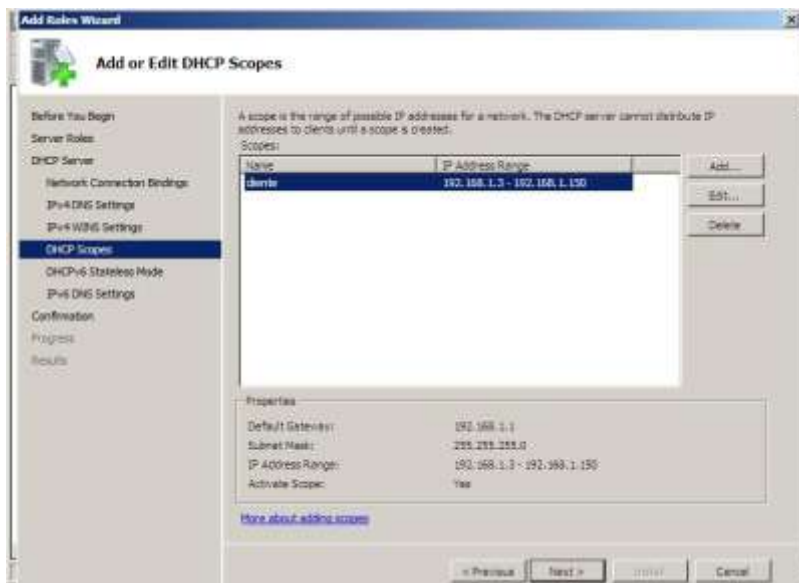 Add Roles Wizard
Add or Edit DHCP Scopes
Before You Begin
Server Roles
DHCP Server
Network Connection Bindings
IPv4 DNS Settings
IPv4 WINS Settings
DHCP Scopes
DHCPv6 Stateless Mode
IPv6 DNS Settings
Confirmation
Progress
Results
A scope is the range of possible IP addresses for a network. The DHCP server cannot distribute IP
addresses to clients until a scope is created.
Scopes:
Name IP Address Range
cliente 192.168.1.3 - 192.168.1.150
Add...
Edit...
Delete
Properties
Default Gateway: 192.168.1.1
Subnet Mask: 255.255.255.0
IP Address Range: 192.168.1.3 - 192.168.1.150
Activate Scope: Yes
More about adding scopes
< Previous Next > Install Cancel